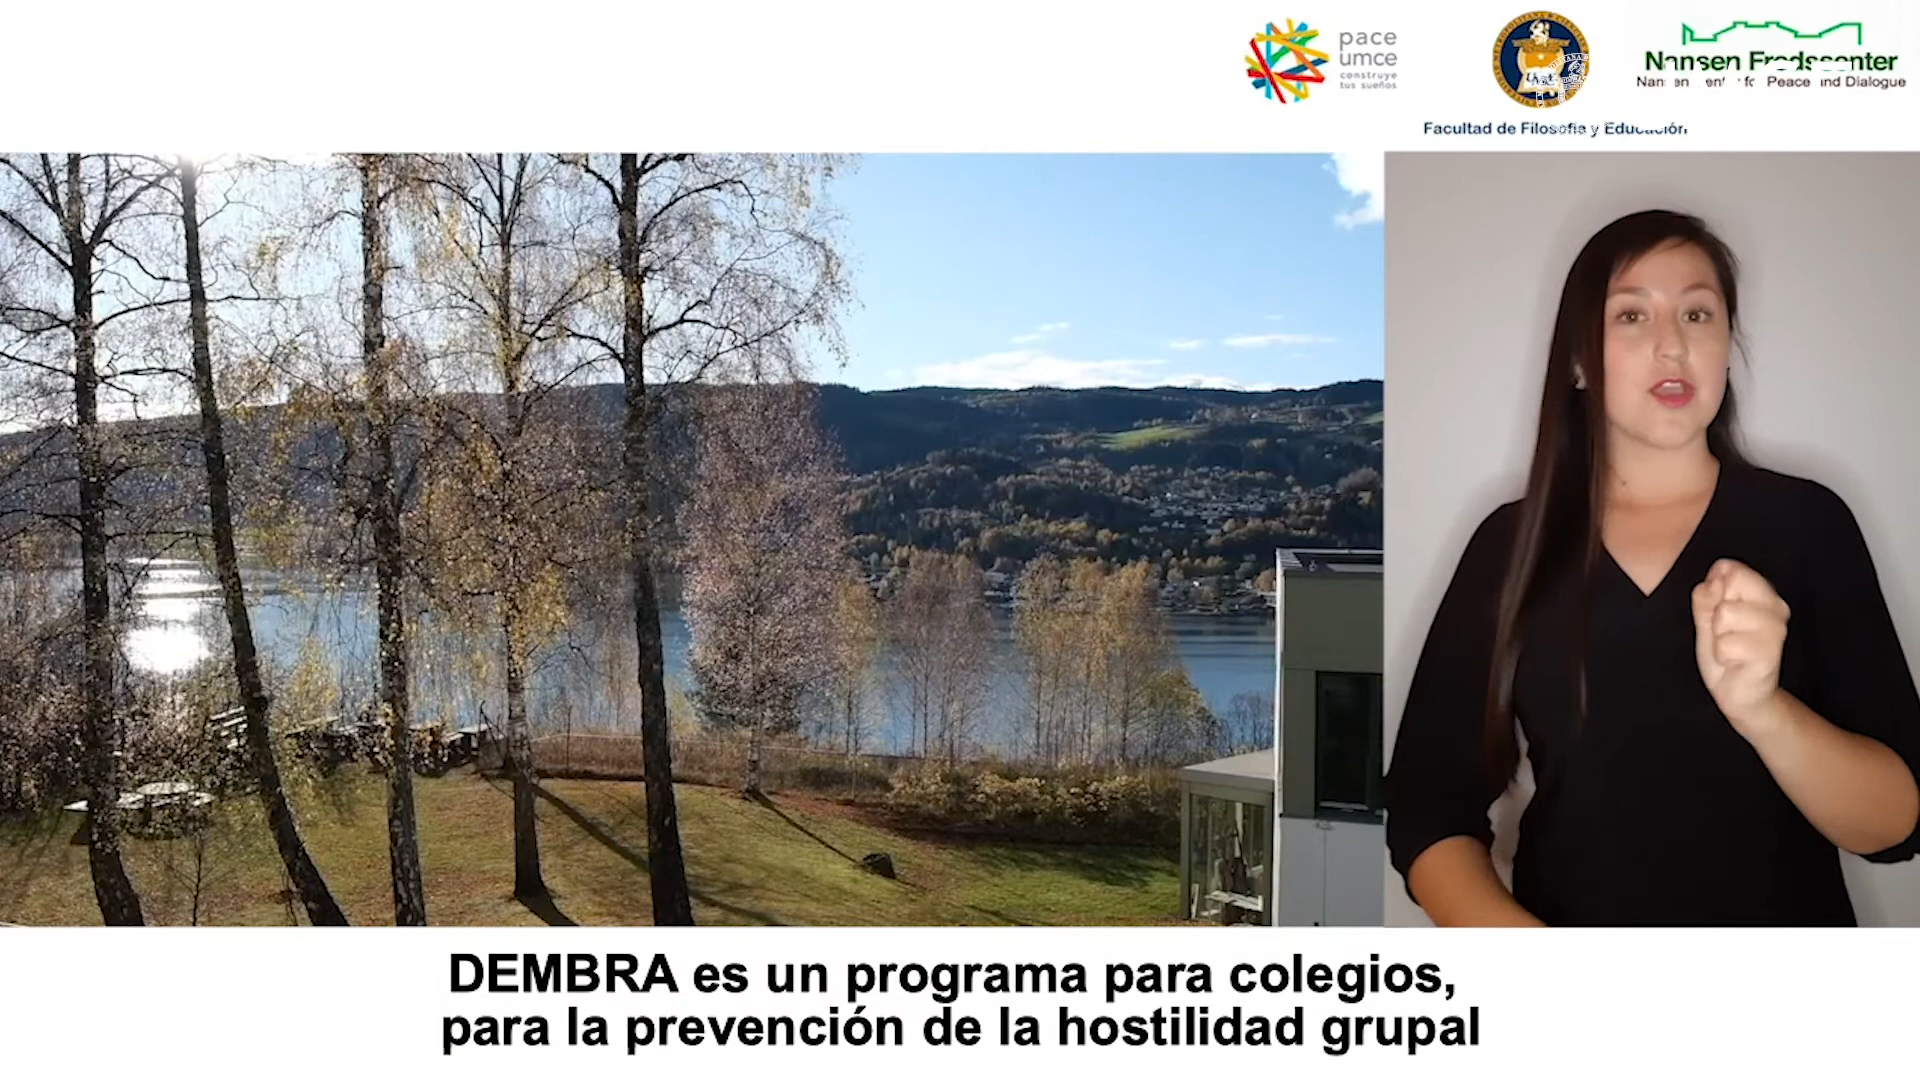 pace
umce
construye
tus sueños
Facultad de Filosofía y Educación
Nansen Fredssenter
Peace and Dialogue
DEMBRA es un programa para colegios,
para la prevención de la hostilidad grupal